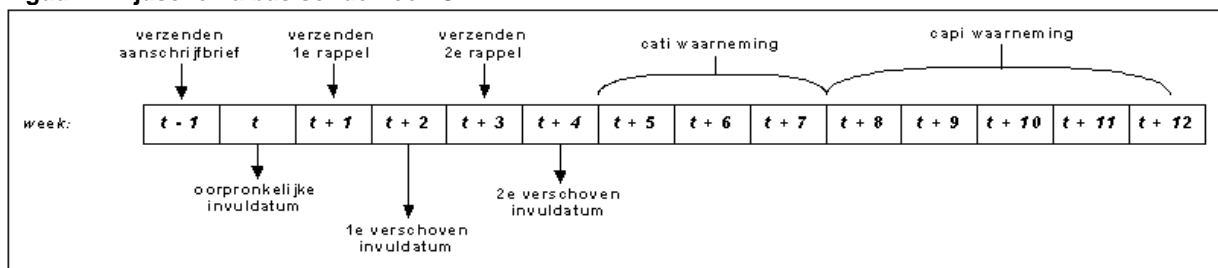 verzenden
aanschrijfbrief
verzenden
1e rappel
verzenden
2e rappel
cati waarneming
capi waarneming
week:
t - 1
t
t + 1
t + 2
t + 3
t + 4
t + 5
t + 6
t + 7
t + 8
t + 9
t + 10
t + 11
t + 12
oorpronkelijke
invuldatum
1e verschoven
invuldatum
2e verschoven
invuldatum